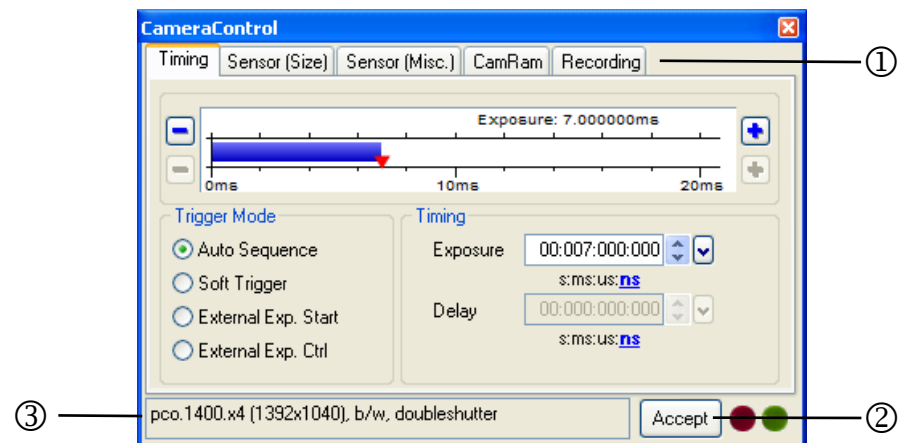 CameraControl
Timing Sensor (Size) Sensor (Misc.) CamRam Recording ①
Exposure: 7.000000ms
0ms 10ms 20ms
Trigger Mode
Auto Sequence
Soft Trigger
External Exp. Start
External Exp. Ctrl
Timing
Exposure 00:007:000:000
s:ms:us:ns
Delay 00:000:000:000
s:ms:us:ns
③ pco.1400.x4 (1392x1040), b/w, doubleshutter Accept ②